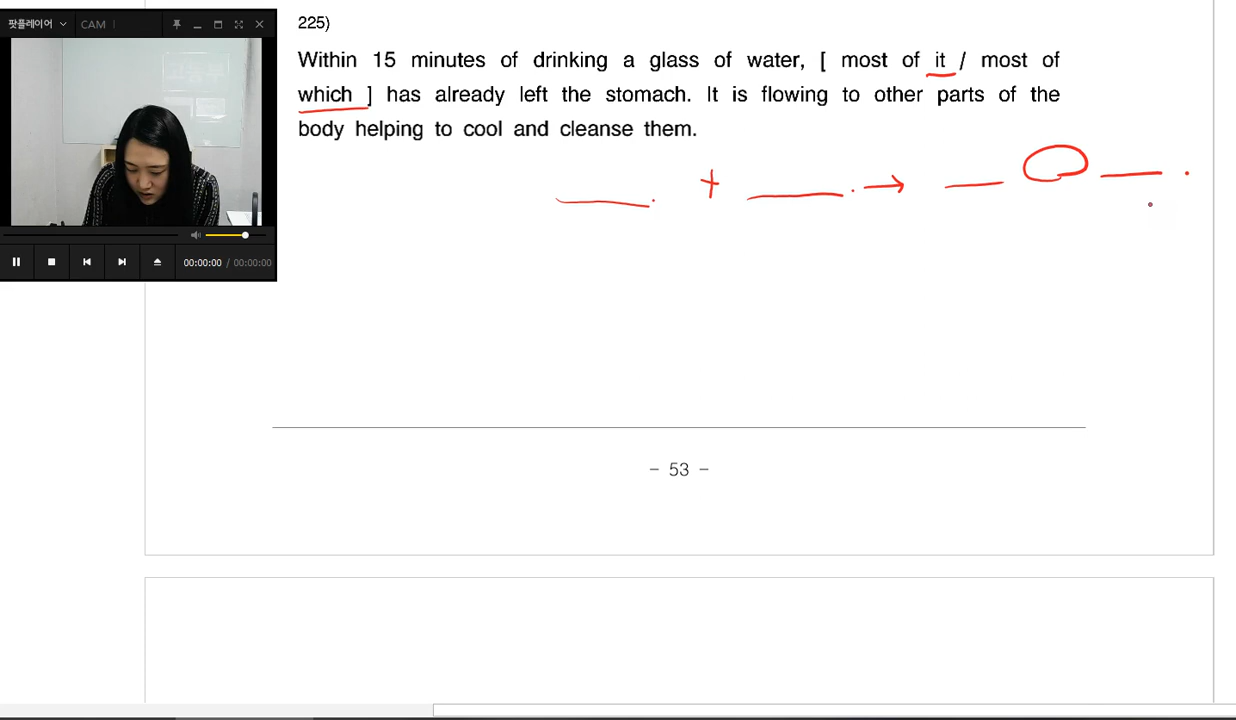 팟플레이어 CAM
00:00:00 / 00:00:00
225)
Within 15 minutes of drinking a glass of water, [ most of it / most of
which ] has already left the stomach. It is flowing to other parts of the
body helping to cool and cleanse them.
+ →
- 53 -